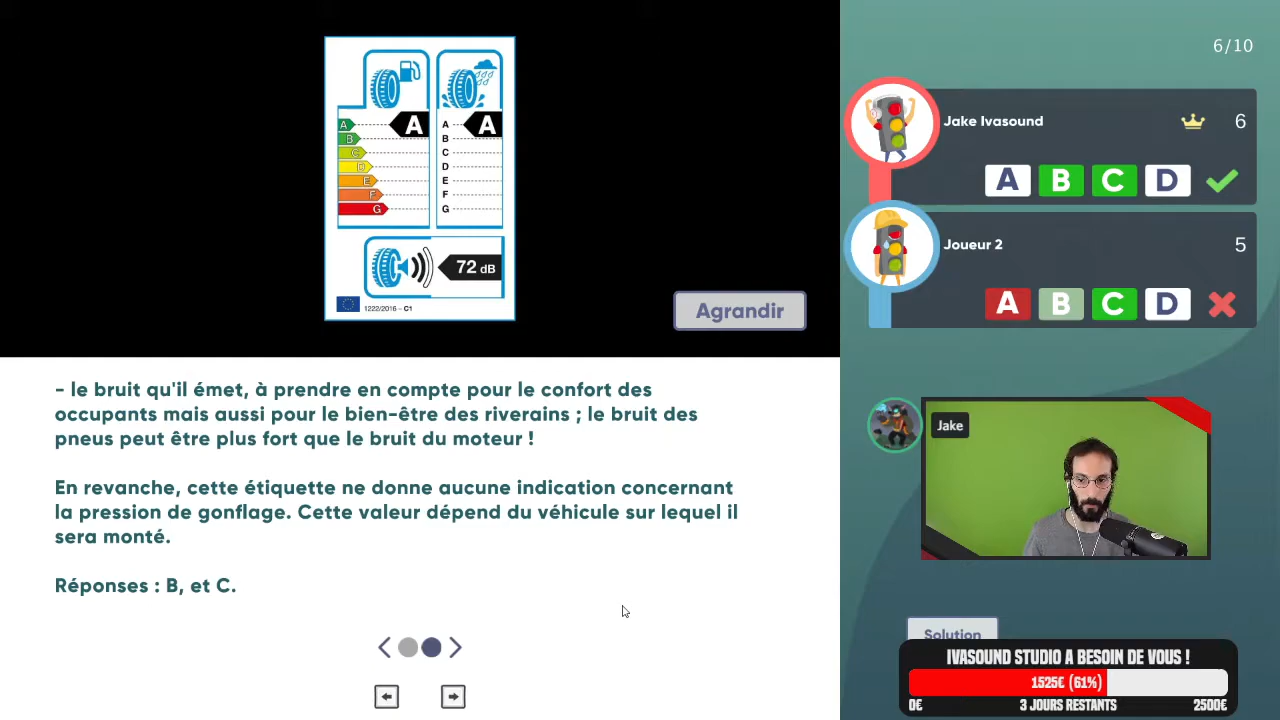 A
A
A
B
C
D
E
F
G
A
B
C
D
E
F
G
72 dB
1222/2016 - C1
Agrandir
- le bruit qu'il émet, à prendre en compte pour le confort des
occupants mais aussi pour le bien-être des riverains ; le bruit des
pneus peut être plus fort que le bruit du moteur !
En revanche, cette étiquette ne donne aucune indication concernant
la pression de gonflage. Cette valeur dépend du véhicule sur lequel il
sera monté.
Réponses : B, et C.
6/10
Jake Ivasound 6
A B C D
Joueur 2 5
A B C D
Jake
Solution
IVASOUND STUDIO A BESOIN DE VOUS !
1525€ (61%)
0€ 3 JOURS RESTANTS 2500€